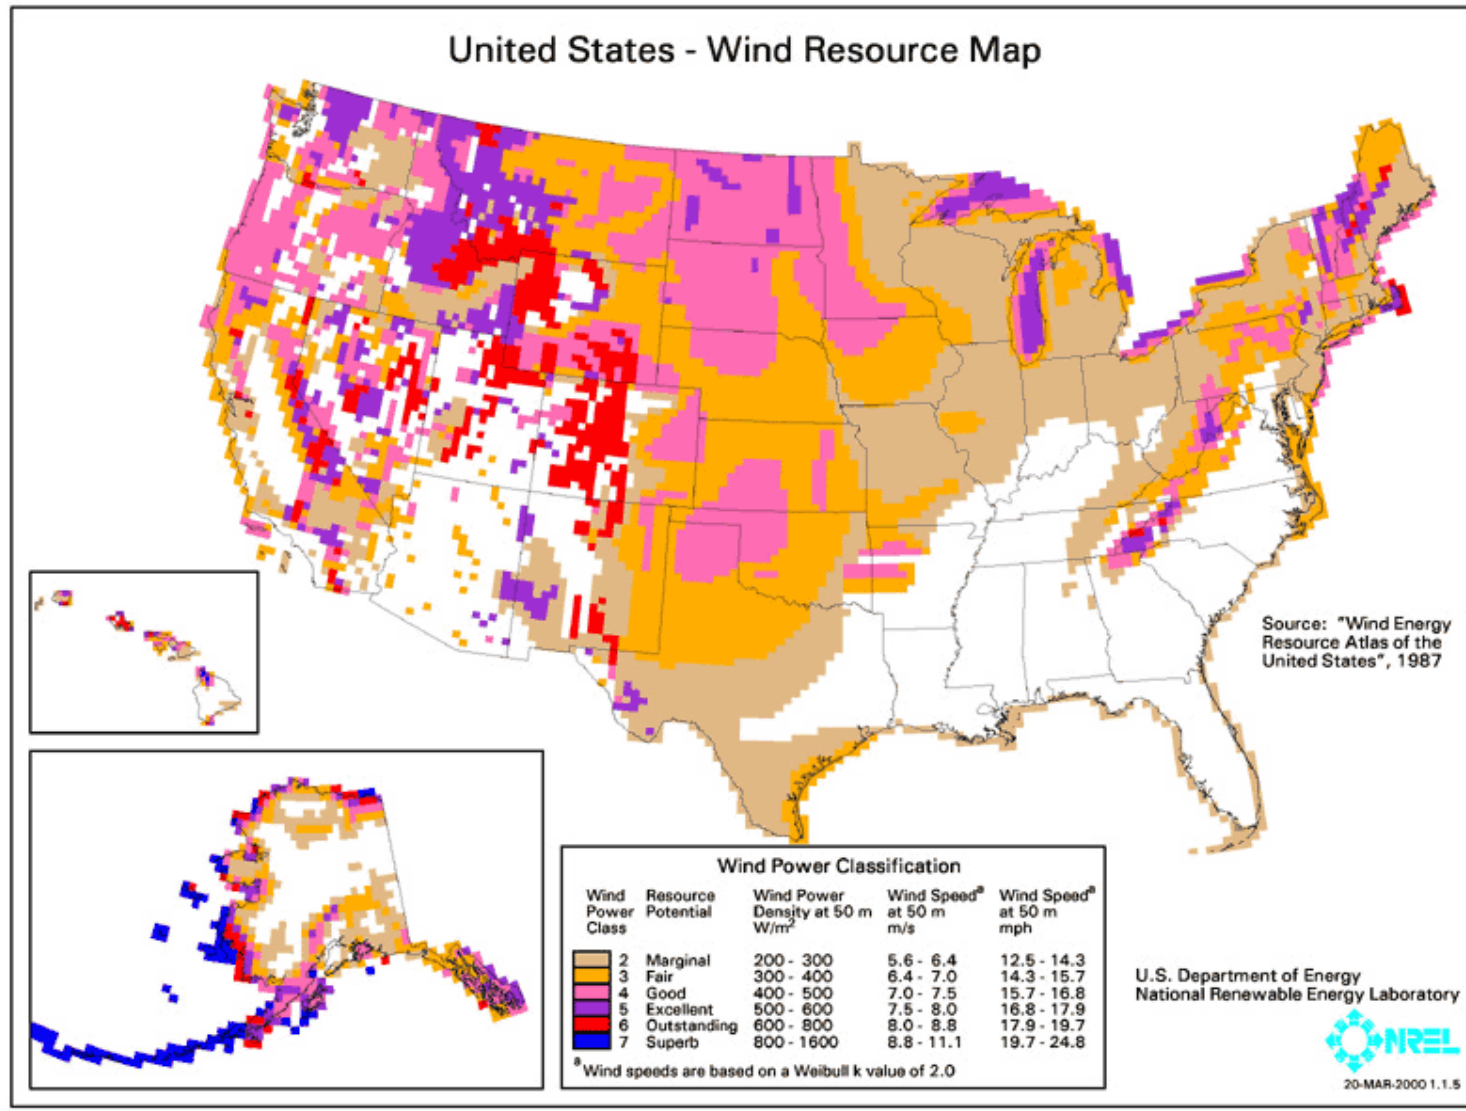 United States - Wind Resource Map
Source: "Wind Energy
Resource Atlas of the
United States", 1987
Wind Power Classification
Wind Resource Wind Power Wind Speedª Wind Speedª
Power Potential Density at 50 m at 50 m at 50 m
Class W/m² m/s mph
2 Marginal 200 - 300 5.6 - 6.4 12.5 - 14.3
3 Fair 300 - 400 6.4 - 7.0 14.3 - 15.7
4 Good 400 - 500 7.0 - 7.5 15.7 - 16.8
5 Excellent 500 - 600 7.5 - 8.0 16.8 - 17.9
6 Outstanding 600 - 800 8.0 - 8.8 17.9 - 19.7
7 Superb 800 - 1600 8.8 - 11.1 19.7 - 24.8
ª Wind speeds are based on a Weibull k value of 2.0
U.S. Department of Energy
National Renewable Energy Laboratory
NREL
20-MAR-2000 1.1.5